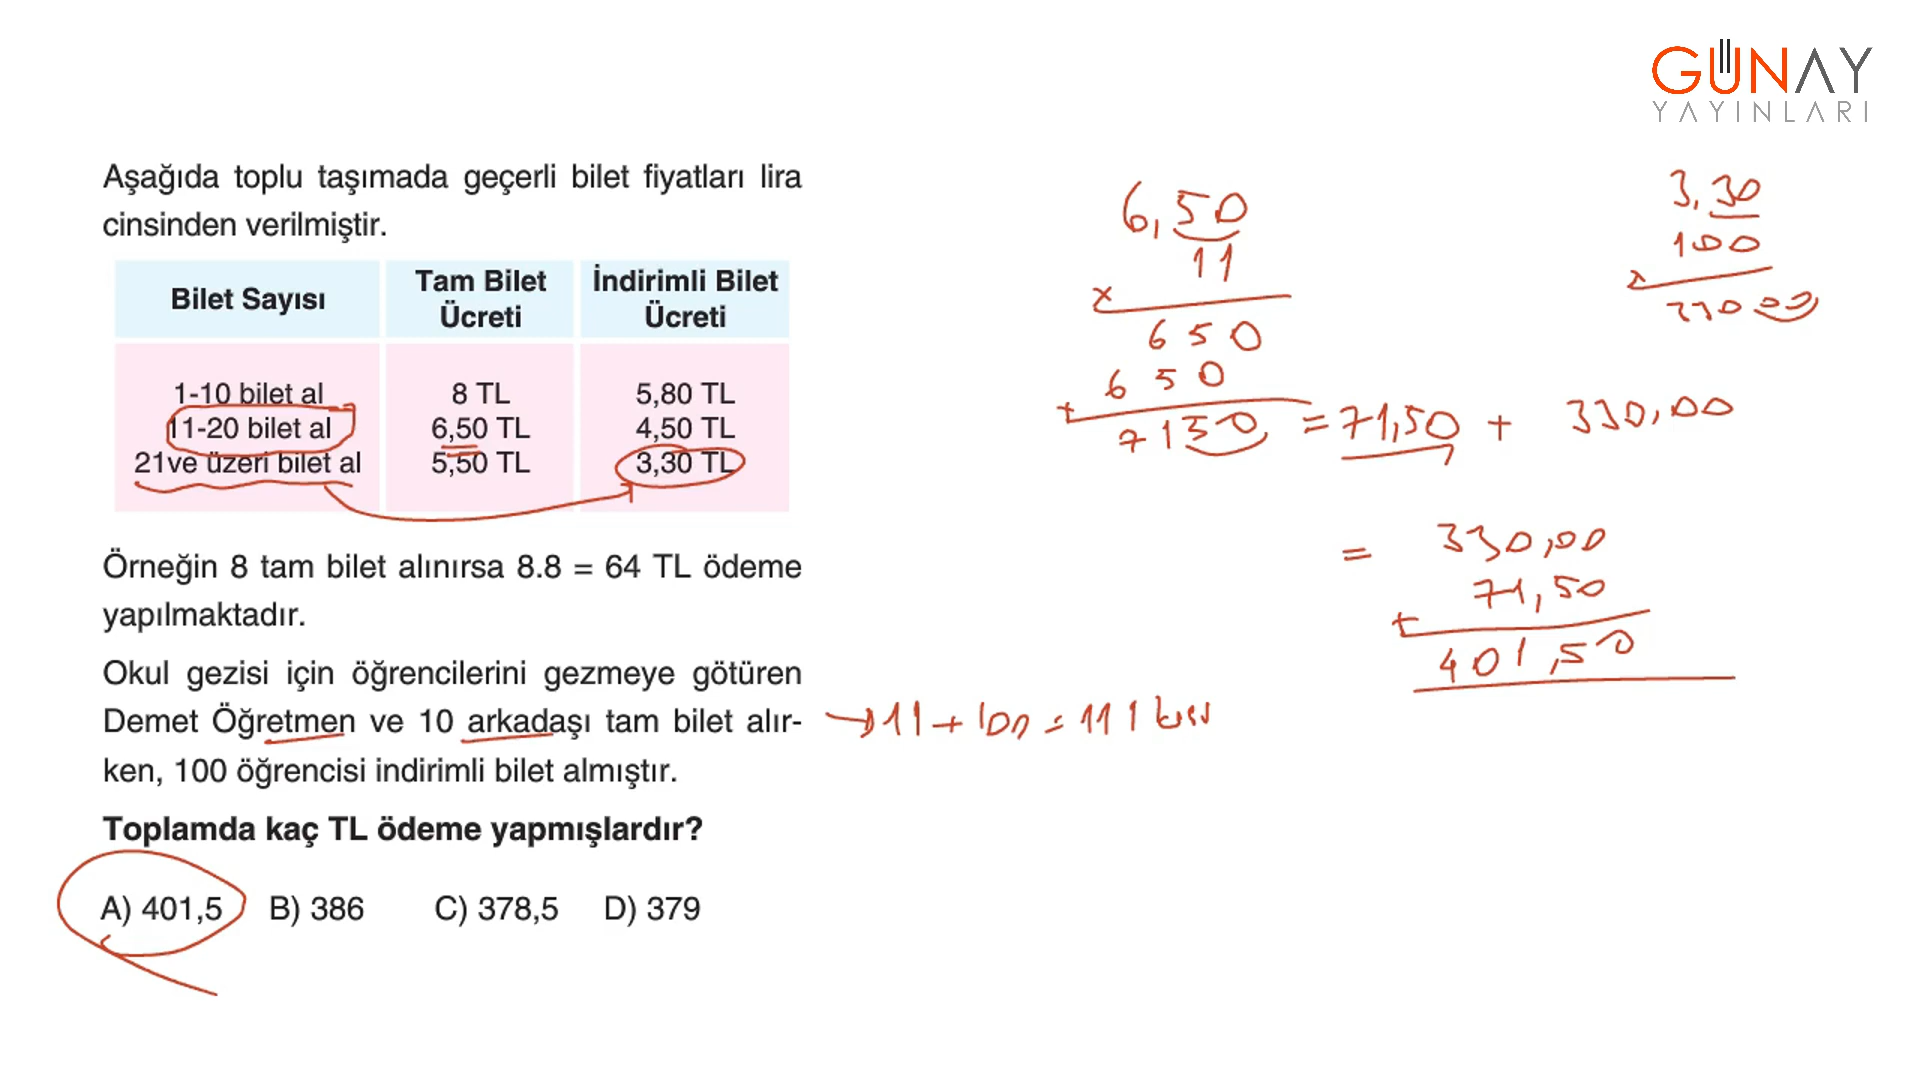 GÜNAY
YAYINLARI
Aşağıda toplu taşımada geçerli bilet fiyatları lira
cinsinden verilmiştir.
Bilet Sayısı Tam Bilet Ücreti İndirimli Bilet Ücreti
1-10 bilet al 8 TL 5,80 TL
11-20 bilet al 6,50 TL 4,50 TL
21ve üzeri bilet al 5,50 TL 3,30 TL
Örneğin 8 tam bilet alınırsa 8.8 = 64 TL ödeme
yapılmaktadır.
Okul gezisi için öğrencilerini gezmeye götüren
Demet Öğretmen ve 10 arkadaşı tam bilet alır-
ken, 100 öğrencisi indirimli bilet almıştır.
Toplamda kaç TL ödeme yapmışlardır?
A) 401,5 B) 386 C) 378,5 D) 379
→ 11 + 100 = 111 kişi
6,50
11
x
650
650
+
7150 = 71,50 + 330,00
3,30
100
x
33000
= 330,00
71,50
+
401,50